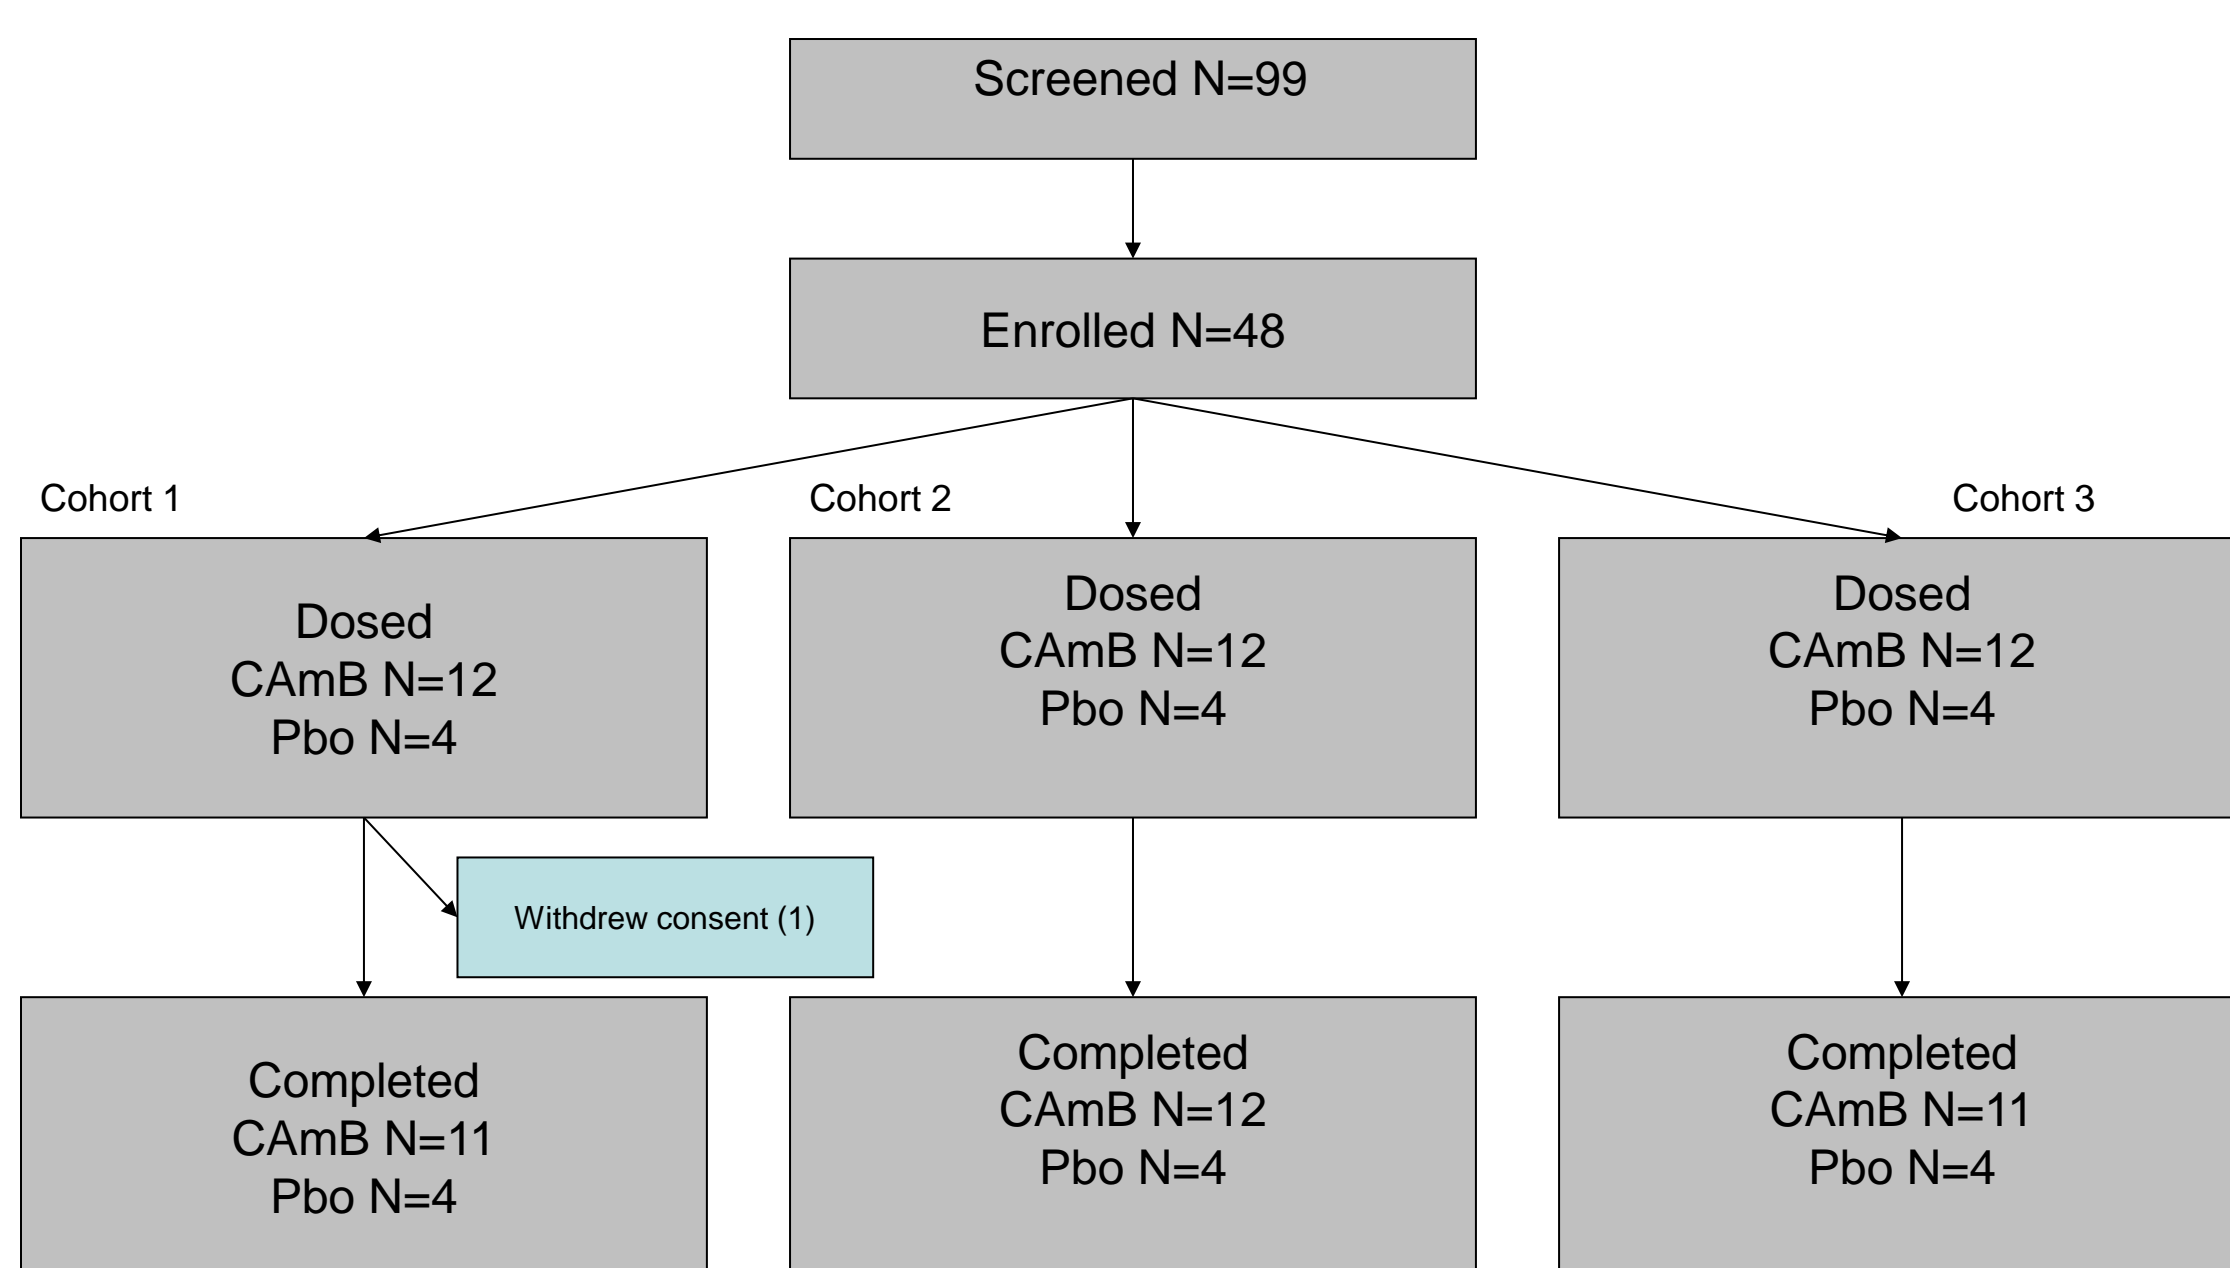 Screened N=99
Enrolled N=48
Cohort 1
Cohort 2
Cohort 3
Dosed
CAmB N=12
Pbo N=4
Dosed
CAmB N=12
Pbo N=4
Dosed
CAmB N=12
Pbo N=4
Withdrew consent (1)
Completed
CAmB N=11
Pbo N=4
Completed
CAmB N=12
Pbo N=4
Completed
CAmB N=11
Pbo N=4